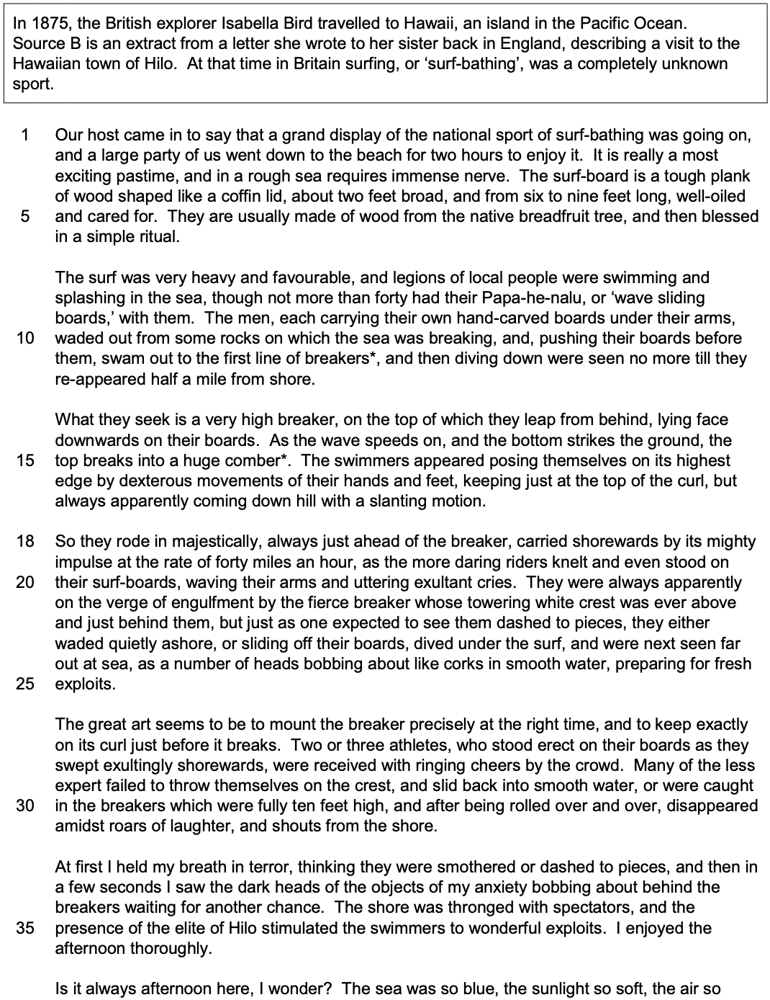 In 1875, the British explorer Isabella Bird travelled to Hawaii, an island in the Pacific Ocean.
Source B is an extract from a letter she wrote to her sister back in England, describing a visit to the
Hawaiian town of Hilo.  At that time in Britain surfing, or ‘surf-bathing’, was a completely unknown
sport.
1 Our host came in to say that a grand display of the national sport of surf-bathing was going on,
and a large party of us went down to the beach for two hours to enjoy it.  It is really a most
exciting pastime, and in a rough sea requires immense nerve.  The surf-board is a tough plank
of wood shaped like a coffin lid, about two feet broad, and from six to nine feet long, well-oiled
5 and cared for.  They are usually made of wood from the native breadfruit tree, and then blessed
in a simple ritual.
The surf was very heavy and favourable, and legions of local people were swimming and
splashing in the sea, though not more than forty had their Papa-he-nalu, or ‘wave sliding
boards,’ with them.  The men, each carrying their own hand-carved boards under their arms,
10 waded out from some rocks on which the sea was breaking, and, pushing their boards before
them, swam out to the first line of breakers*, and then diving down were seen no more till they
re-appeared half a mile from shore.
What they seek is a very high breaker, on the top of which they leap from behind, lying face
downwards on their boards.  As the wave speeds on, and the bottom strikes the ground, the
15 top breaks into a huge comber*.  The swimmers appeared posing themselves on its highest
edge by dexterous movements of their hands and feet, keeping just at the top of the curl, but
always apparently coming down hill with a slanting motion.
18 So they rode in majestically, always just ahead of the breaker, carried shorewards by its mighty
impulse at the rate of forty miles an hour, as the more daring riders knelt and even stood on
20 their surf-boards, waving their arms and uttering exultant cries.  They were always apparently
on the verge of engulfment by the fierce breaker whose towering white crest was ever above
and just behind them, but just as one expected to see them dashed to pieces, they either
waded quietly ashore, or sliding off their boards, dived under the surf, and were next seen far
out at sea, as a number of heads bobbing about like corks in smooth water, preparing for fresh
25 exploits.
The great art seems to be to mount the breaker precisely at the right time, and to keep exactly
on its curl just before it breaks.  Two or three athletes, who stood erect on their boards as they
swept exultingly shorewards, were received with ringing cheers by the crowd.  Many of the less
expert failed to throw themselves on the crest, and slid back into smooth water, or were caught
30 in the breakers which were fully ten feet high, and after being rolled over and over, disappeared
amidst roars of laughter, and shouts from the shore.
At first I held my breath in terror, thinking they were smothered or dashed to pieces, and then in
a few seconds I saw the dark heads of the objects of my anxiety bobbing about behind the
breakers waiting for another chance.  The shore was thronged with spectators, and the
35 presence of the elite of Hilo stimulated the swimmers to wonderful exploits.  I enjoyed the
afternoon thoroughly.
Is it always afternoon here, I wonder?  The sea was so blue, the sunlight so soft, the air so